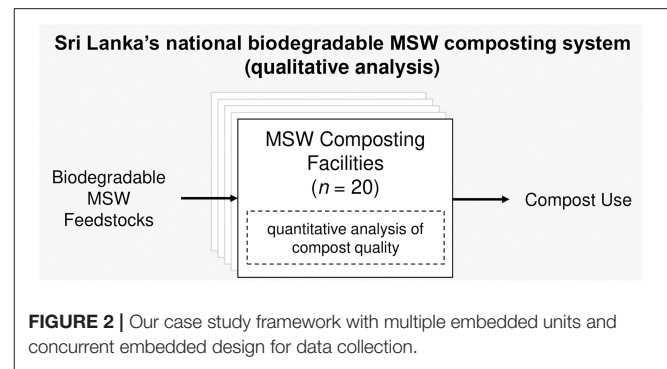 Sri Lanka's national biodegradable MSW composting system
(qualitative analysis)
Biodegradable
MSW
Feedstocks
MSW Composting
Facilities
(n = 20)
quantitative analysis of
compost quality
Compost Use
FIGURE 2 | Our case study framework with multiple embedded units and
concurrent embedded design for data collection.